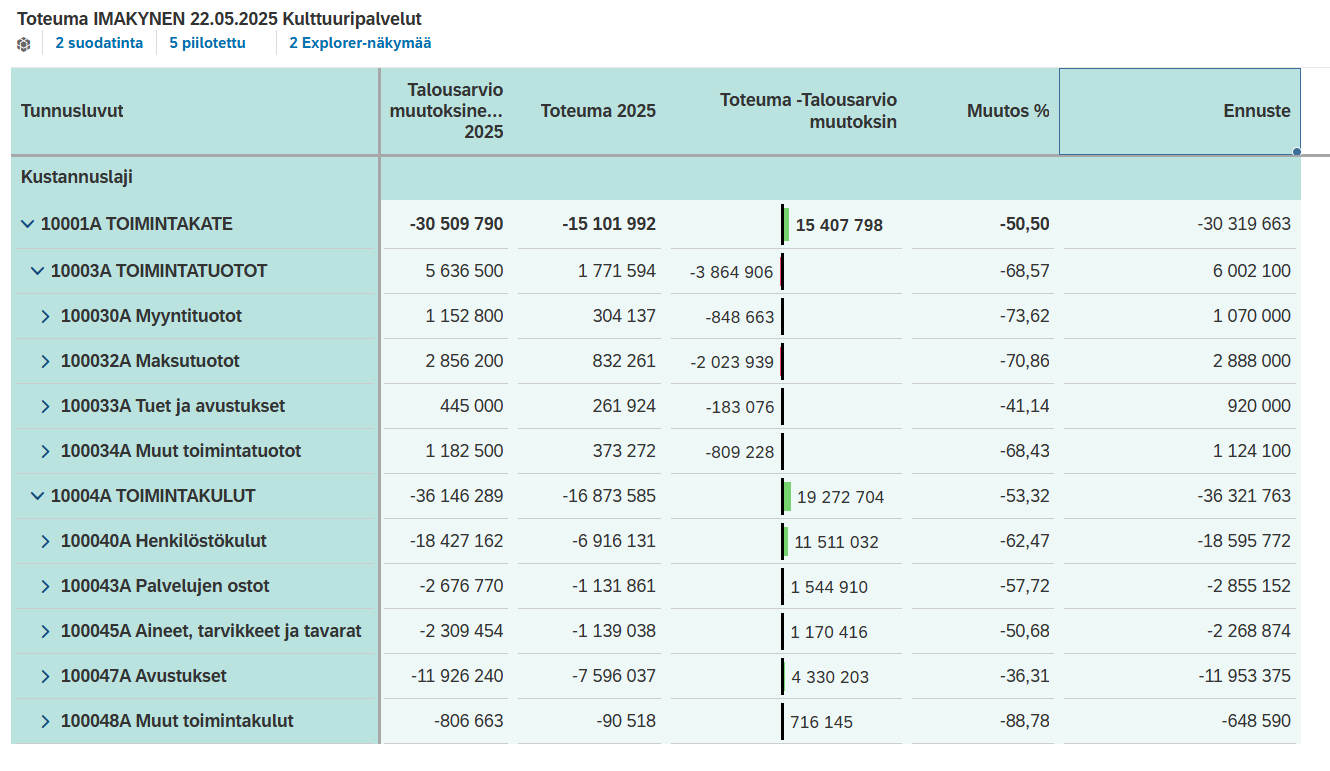 Toteuma IMAKYNEN 22.05.2025 Kulttuuripalvelut
2 suodatinta 5 piilotettu 2 Explorer-näkymää
Tunnusluvut Talousarvio muutoksine... 2025 Toteuma 2025 Toteuma -Talousarvio muutoksin Muutos % Ennuste
Kustannuslaji
10001A TOIMINTAKATE -30 509 790 -15 101 992 15 407 798 -50,50 -30 319 663
10003A TOIMINTATUOTOT 5 636 500 1 771 594 -3 864 906 -68,57 6 002 100
100030A Myyntituotot 1 152 800 304 137 -848 663 -73,62 1 070 000
100032A Maksutuotot 2 856 200 832 261 -2 023 939 -70,86 2 888 000
100033A Tuet ja avustukset 445 000 261 924 -183 076 -41,14 920 000
100034A Muut toimintatuotot 1 182 500 373 272 -809 228 -68,43 1 124 100
10004A TOIMINTAKULUT -36 146 289 -16 873 585 19 272 704 -53,32 -36 321 763
100040A Henkilöstökulut -18 427 162 -6 916 131 11 511 032 -62,47 -18 595 772
100043A Palvelujen ostot -2 676 770 -1 131 861 1 544 910 -57,72 -2 855 152
100045A Aineet, tarvikkeet ja tavarat -2 309 454 -1 139 038 1 170 416 -50,68 -2 268 874
100047A Avustukset -11 926 240 -7 596 037 4 330 203 -36,31 -11 953 375
100048A Muut toimintakulut -806 663 -90 518 716 145 -88,78 -648 590